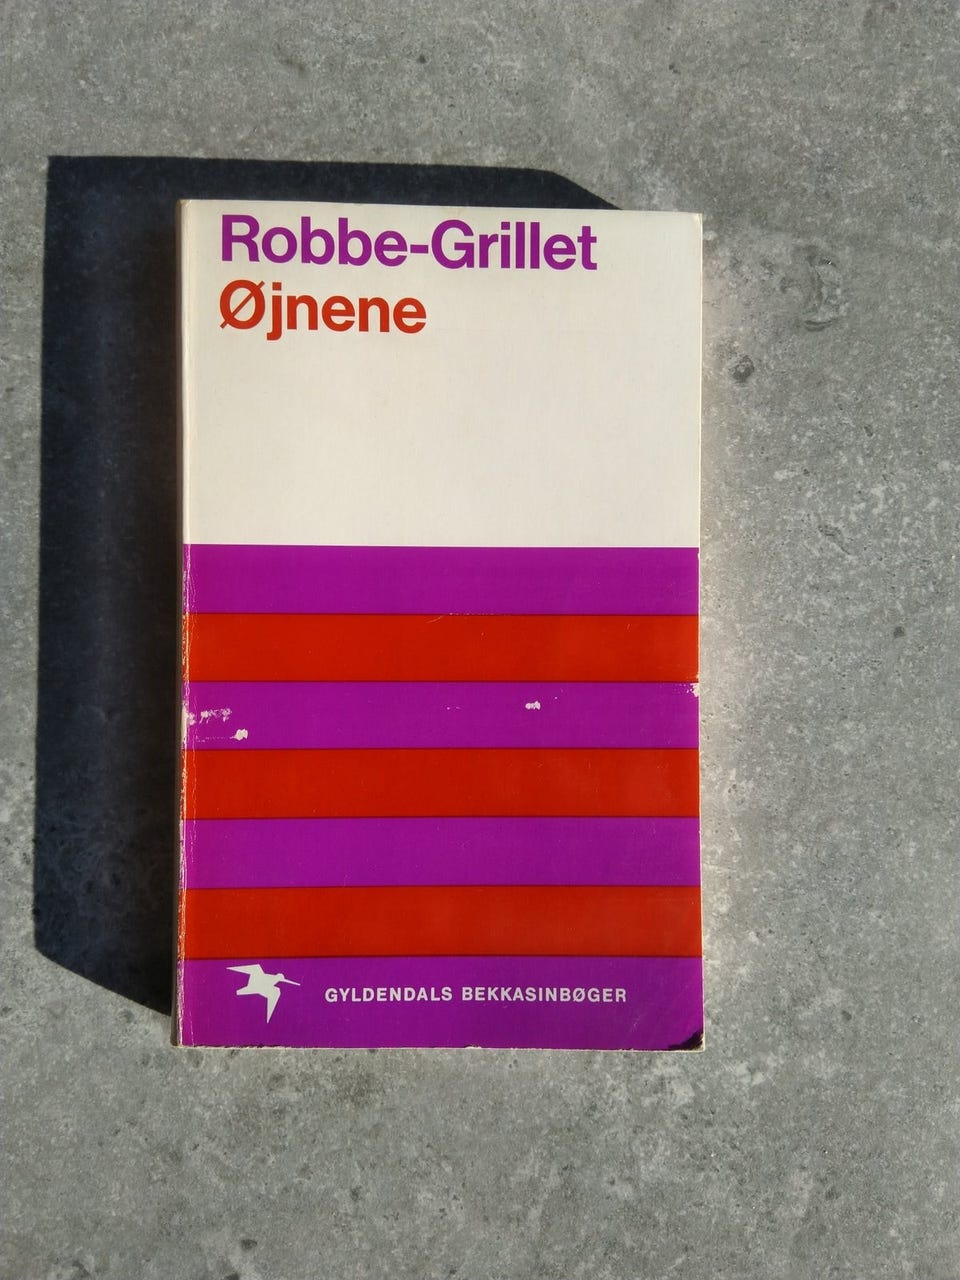 Robbe-Grillet
Øjnene
GYLDENDALS BEKKASINBØGER